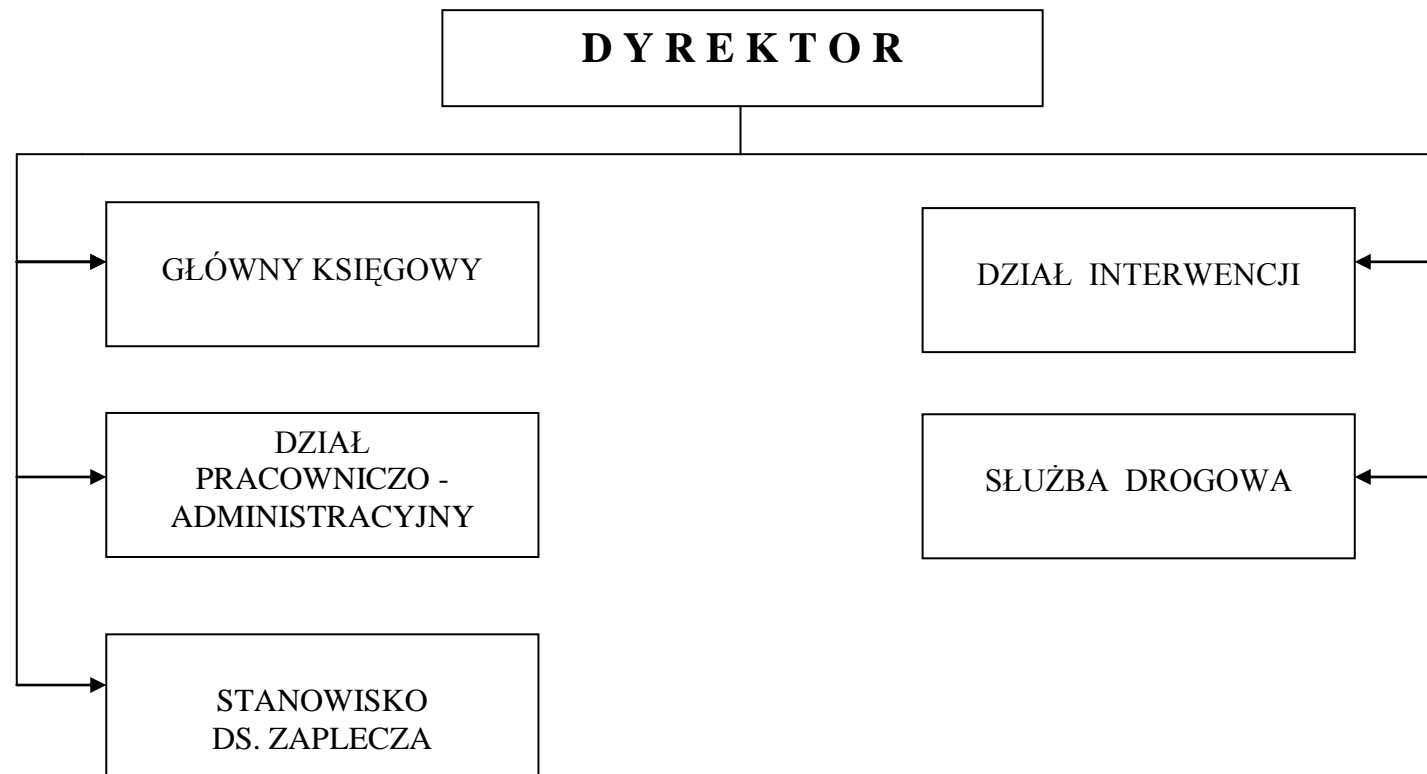 D Y R E K T O R
GŁÓWNY KSIĘGOWY
DZIAŁ
PRACOWNICZO -
ADMINISTRACYJNY
STANOWISKO
DS. ZAPLECZA
DZIAŁ INTERWENCJI
SŁUŻBA DROGOWA